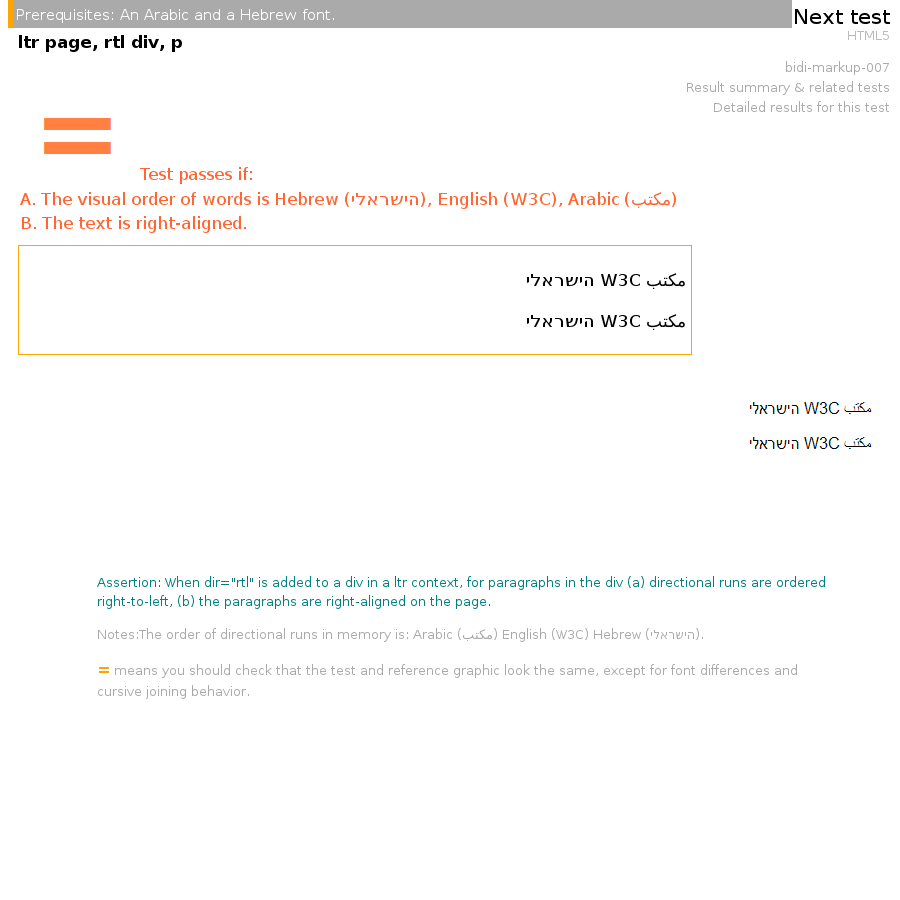 Prerequisites: An Arabic and a Hebrew font.
Next test
ltr page, rtl div, p
HTML5
bidi-markup-007
Result summary & related tests
Detailed results for this test
=
Test passes if:
A. The visual order of words is Hebrew (הישראלי), English (W3C), Arabic (مكتب)
B. The text is right-aligned.
مكتب W3C הישראלי
مكتب W3C הישראלי
مكتب W3C הישראלי
مكتب W3C הישראלי
Assertion: When dir="rtl" is added to a div in a ltr context, for paragraphs in the div (a) directional runs are ordered
right-to-left, (b) the paragraphs are right-aligned on the page.
Notes:The order of directional runs in memory is: Arabic (مكتب) English (W3C) Hebrew (הישראלי).
= means you should check that the test and reference graphic look the same, except for font differences and
cursive joining behavior.